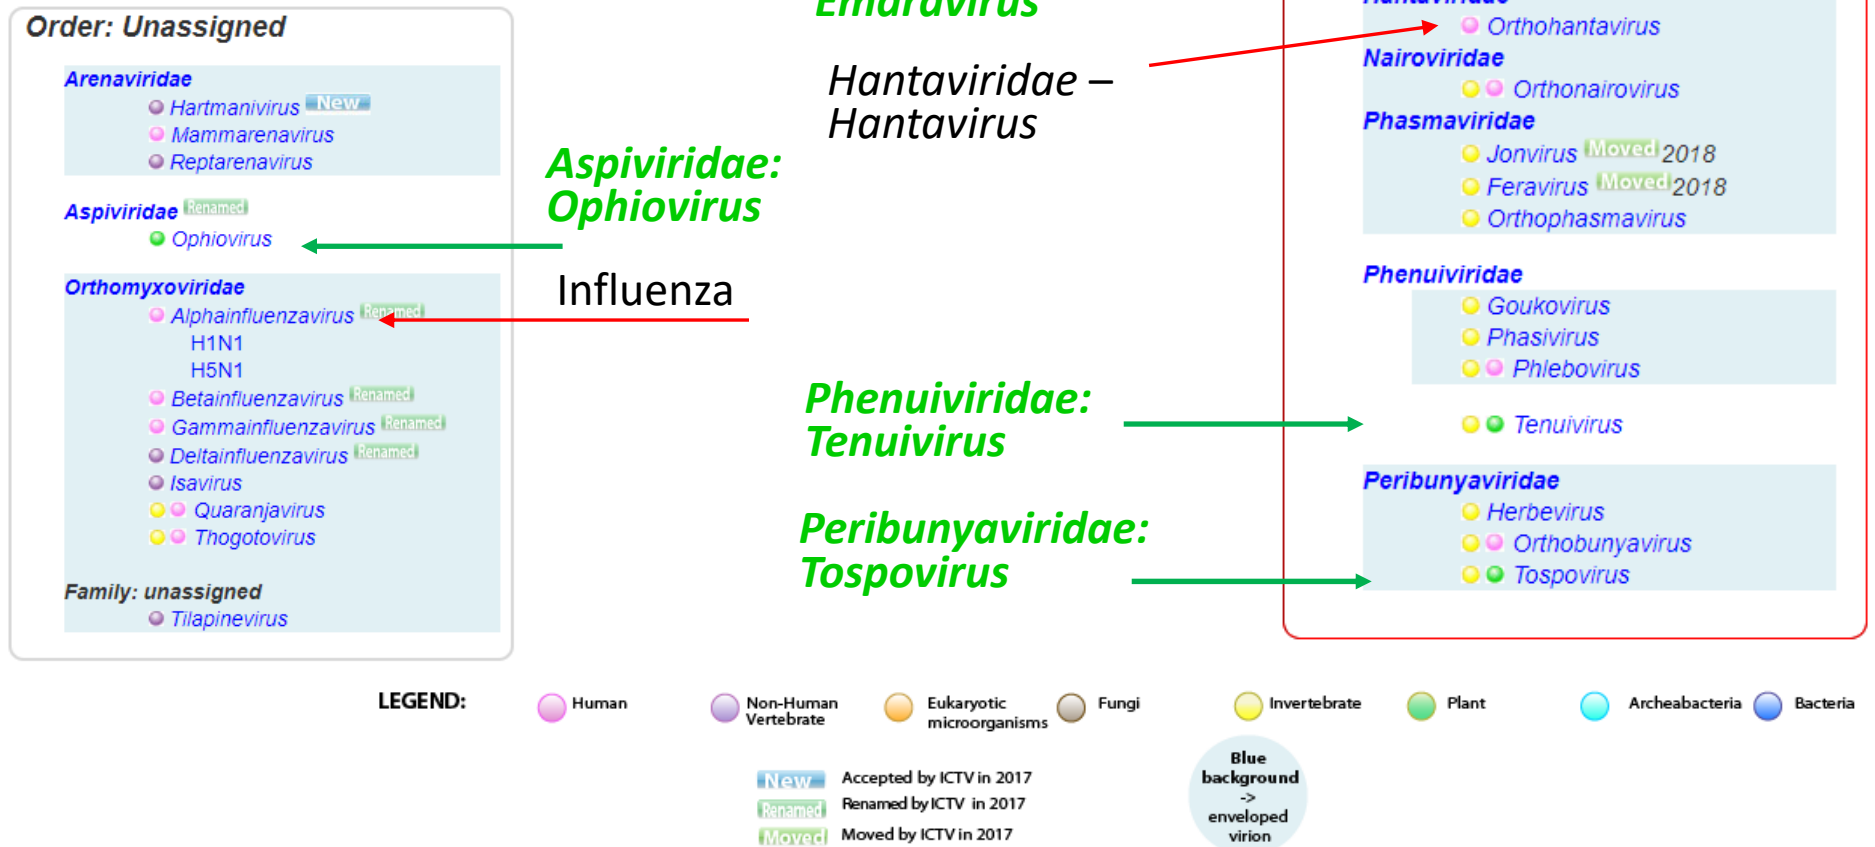 Order: Unassigned
Arenaviridae
Hartmanivirus New
Mammarenavirus
Reptarenavirus
Aspiviridae Renamed
Ophiovirus
Orthomyxoviridae
Alphainfluenzavirus Renamed
H1N1
H5N1
Betainfluenzavirus Renamed
Gammainfluenzavirus Renamed
Deltainfluenzavirus Renamed
Isavirus
Quaranjavirus
Thogotovirus
Family: unassigned
Tilapinevirus
Emaravirus
Hantaviridae –
Hantavirus
Aspiviridae:
Ophiovirus
Influenza
Phenuiviridae:
Tenuivirus
Peribunyaviridae:
Tospovirus
Hantaviridae
Orthohantavirus
Nairoviridae
Orthonairovirus
Phasmaviridae
Jonvirus Moved 2018
Feravirus Moved 2018
Orthophasmavirus
Phenuiviridae
Goukovirus
Phasivirus
Phlebovirus
Tenuivirus
Peribunyaviridae
Herbevirus
Orthobunyavirus
Tospovirus
LEGEND:
Human
Non-Human
Vertebrate
Eukaryotic
microorganisms
Fungi
Invertebrate
Plant
Archeabacteria
Bacteria
New Accepted by ICTV in 2017
Renamed Renamed by ICTV in 2017
Moved Moved by ICTV in 2017
Blue
background
->
enveloped
virion